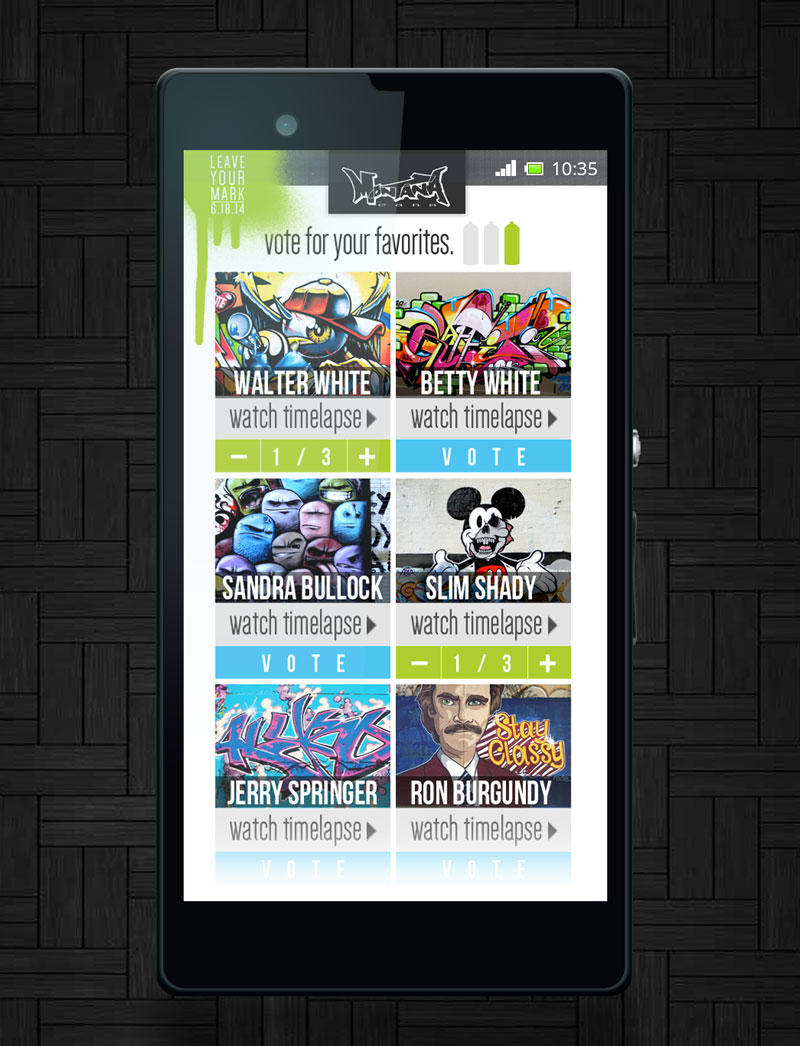 LEAVE
YOUR
MARK
6.18.14
MONTANA
cans
10:35
vote for your favorites.
WALTER WHITE
watch timelapse
− 1 / 3 +
BETTY WHITE
watch timelapse
VOTE
SANDRA BULLOCK
watch timelapse
VOTE
SLIM SHADY
watch timelapse
− 1 / 3 +
JERRY SPRINGER
watch timelapse
VOTE
Stay
Classy
RON BURGUNDY
watch timelapse
VOTE